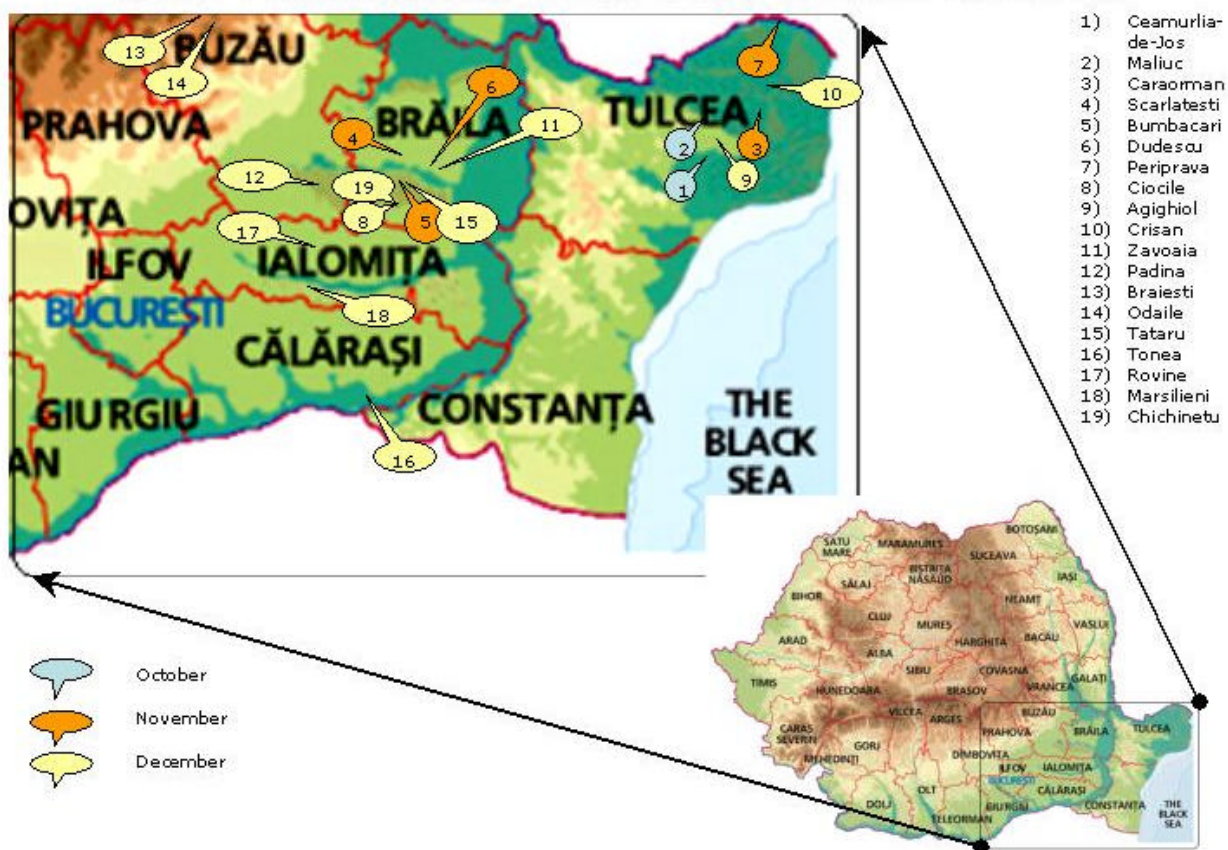 1) Ceamurlia-
de-Jos
2) Maliuc
3) Caraorman
4) Scarlatesti
5) Bumbacari
6) Dudescu
7) Periprava
8) Ciocile
9) Agighiol
10) Crisan
11) Zavoaia
12) Padina
13) Braiesti
14) Odaile
15) Tataru
16) Tonea
17) Rovine
18) Marsilieni
19) Chichinetu
13
14
BUZĂU
7
6
10
PRAHOVA
BRĂILA
TULCEA
4
11
2
3
12
19
1
9
8
5
15
OVIȚA
17
ILFOV
IALOMIȚA
BUCUREȘTI
18
CĂLĂRAȘI
GIURGIU
CONSTANȚA
THE
BLACK
SEA
AN
16
October
November
December
SATU
MARE
MARAMUREȘ
BOTOȘANI
SUCEAVA
BISTRIȚA
NĂSĂUD
IAȘI
SĂLAJ
BIHOR
NEAMȚ
CLUJ
MUREȘ
VASLUI
BACĂU
ARAD
HARGHITA
ALBA
SIBIU
COVASNA
TIMIȘ
HUNEDOARA
BRAȘOV
VRANCEA
GALAȚI
VÎLCEA
ARGEȘ
BUZĂU
CARAȘ
SEVERIN
PRAHOVA
BRĂILA
TULCEA
GORJ
MEHEDINȚI
DÎMBOVIȚA
ILFOV
IALOMIȚA
BUCUREȘTI
OLT
CĂLĂRAȘI
DOLJ
GIURGIU
CONSTANȚA
TELEORMAN
THE
BLACK
SEA